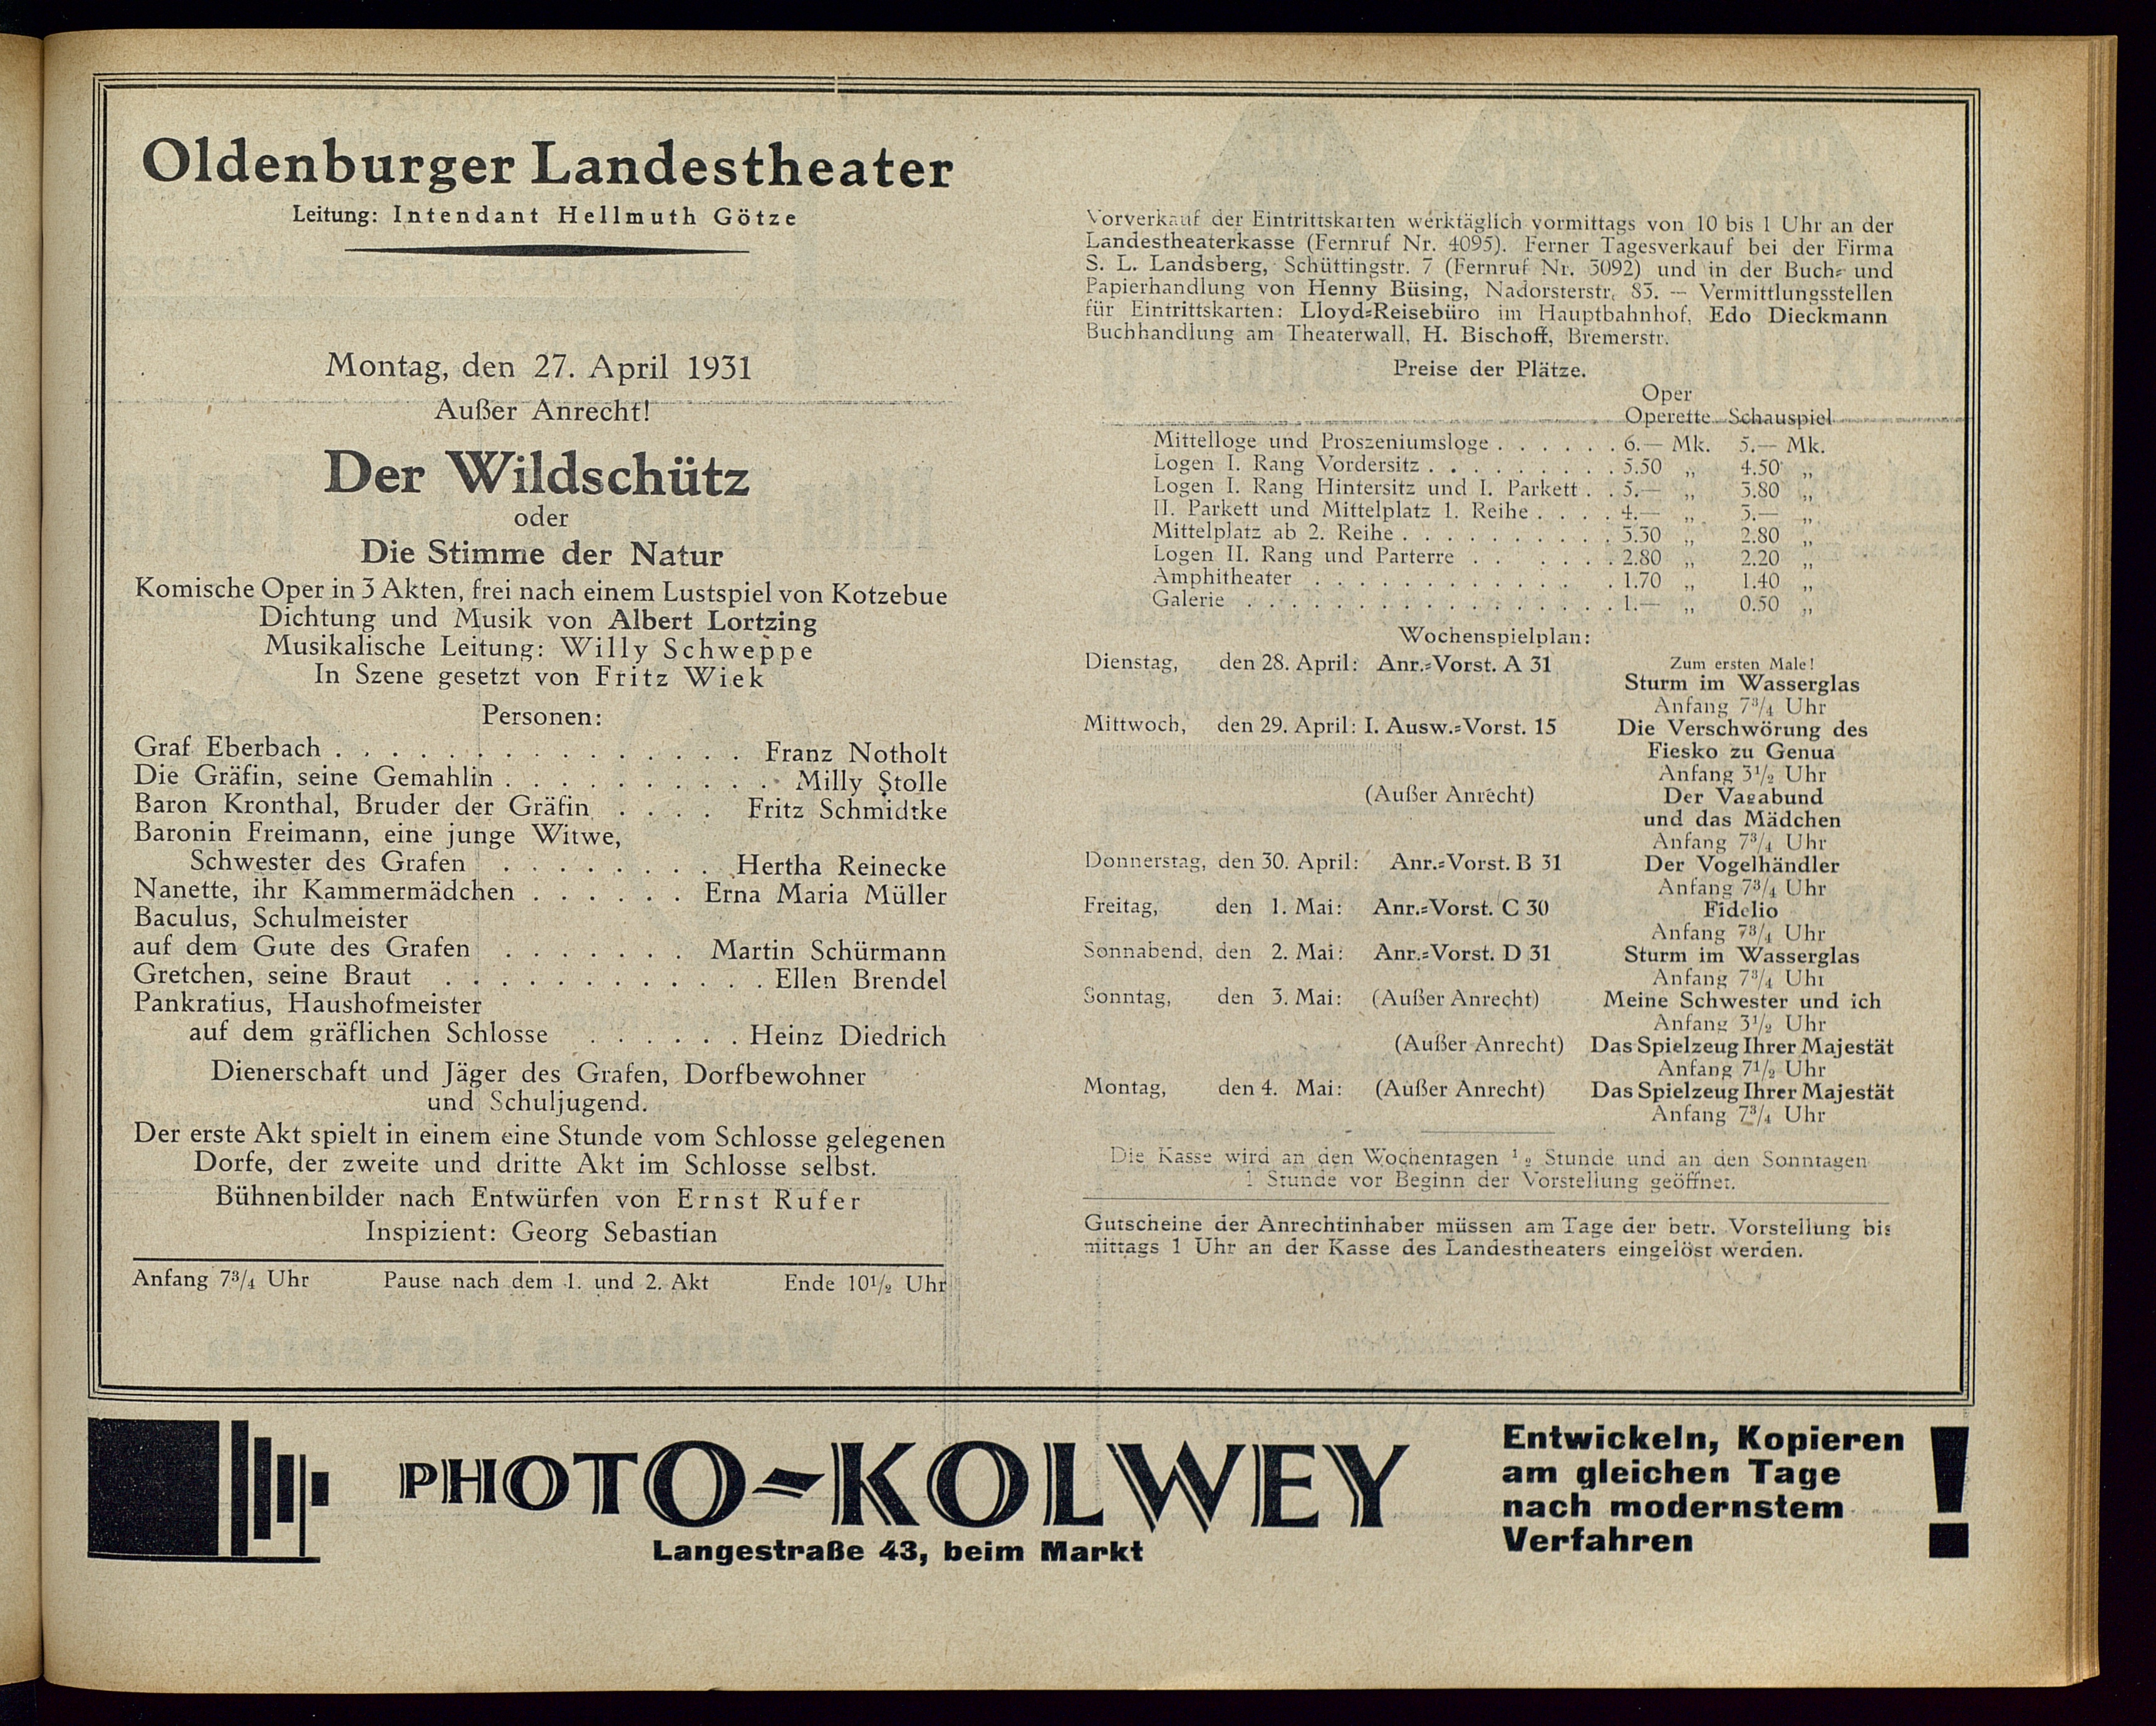 Oldenburger Landestheater
Leitung: Intendant Hellmuth Götze
Montag, den 27. April 1931
Außer Anrecht!
Der Wildschütz
oder
Die Stimme der Natur
Komische Oper in 3 Akten, frei nach einem Lustspiel von Kotzebue
Dichtung und Musik von Albert Lortzing
Musikalische Leitung: Willy Schweppe
In Szene gesetzt von Fritz Wiek
Personen:
Graf Eberbach . . . . . . . . . . . . . . . Franz Notholt
Die Gräfin, seine Gemahlin . . . . . . . . . . Milly Stolle
Baron Kronthal, Bruder der Gräfin . . . . Fritz Schmidtke
Baronin Freimann, eine junge Witwe,
Schwester des Grafen . . . . . . . . Hertha Reinecke
Nanette, ihr Kammermädchen . . . . . . Erna Maria Müller
Baculus, Schulmeister
auf dem Gute des Grafen . . . . . . . Martin Schürmann
Gretchen, seine Braut . . . . . . . . . . . . Ellen Brendel
Pankratius, Haushofmeister
auf dem gräflichen Schlosse . . . . . . Heinz Diedrich
Dienerschaft und Jäger des Grafen, Dorfbewohner
und Schuljugend.
Der erste Akt spielt in einem eine Stunde vom Schlosse gelegenen
Dorfe, der zweite und dritte Akt im Schlosse selbst.
Bühnenbilder nach Entwürfen von Ernst Rufer
Inspizient: Georg Sebastian
Anfang 7³/₄ Uhr Pause nach dem 1. und 2. Akt Ende 10¹/₂ Uhr
Vorverkauf der Eintrittskarten werktäglich vormittags von 10 bis 1 Uhr an der
Landestheaterkasse (Fernruf Nr. 4095). Ferner Tagesverkauf bei der Firma
S. L. Landsberg, Schüttingstr. 7 (Fernruf Nr. 3092) und in der Buch- und
Papierhandlung von Henny Büsing, Nadorsterstr. 83. — Vermittlungsstellen
für Eintrittskarten: Lloyd-Reisebüro im Hauptbahnhof, Edo Dieckmann
Buchhandlung am Theaterwall, H. Bischoff, Bremerstr.
Preise der Plätze.
Oper
Operette Schauspiel
Mittelloge und Proszeniumsloge . . . . . . 6.— Mk. 5.— Mk.
Logen I. Rang Vordersitz . . . . . . . . . 5.50 „ 4.50 „
Logen I. Rang Hintersitz und I. Parkett . . 5.— „ 3.80 „
II. Parkett und Mittelplatz 1. Reihe . . . . 4.— „ 3.— „
Mittelplatz ab 2. Reihe . . . . . . . . . . 3.30 „ 2.80 „
Logen II. Rang und Parterre . . . . . . 2.80 „ 2.20 „
Amphitheater . . . . . . . . . . . . . 1.70 „ 1.40 „
Galerie . . . . . . . . . . . . . . . . 1.— „ 0.50 „
Wochenspielplan:
Dienstag, den 28. April: Anr.-Vorst. A 31 Zum ersten Male!
Sturm im Wasserglas
Anfang 7³/₄ Uhr
Mittwoch, den 29. April: I. Ausw.-Vorst. 15 Die Verschwörung des
Fiesko zu Genua
Anfang 3¹/₂ Uhr
(Außer Anrecht) Der Vagabund
und das Mädchen
Anfang 7³/₄ Uhr
Donnerstag, den 30. April: Anr.-Vorst. B 31 Der Vogelhändler
Anfang 7³/₄ Uhr
Freitag, den 1. Mai: Anr.-Vorst. C 30 Fidelio
Anfang 7³/₄ Uhr
Sonnabend, den 2. Mai: Anr.-Vorst. D 31 Sturm im Wasserglas
Anfang 7³/₄ Uhr
Sonntag, den 3. Mai: (Außer Anrecht) Meine Schwester und ich
Anfang 3¹/₂ Uhr
(Außer Anrecht) Das Spielzeug Ihrer Majestät
Anfang 7¹/₂ Uhr
Montag, den 4. Mai: (Außer Anrecht) Das Spielzeug Ihrer Majestät
Anfang 7³/₄ Uhr
Die Kasse wird an den Wochentagen ¹/₂ Stunde und an den Sonntagen
1 Stunde vor Beginn der Vorstellung geöffnet.
Gutscheine der Anrechtinhaber müssen am Tage der betr. Vorstellung bis
mittags 1 Uhr an der Kasse des Landestheaters eingelöst werden.
PHOTO-KOLWEY
Langestraße 43, beim Markt
Entwickeln, Kopieren
am gleichen Tage
nach modernstem
Verfahren !